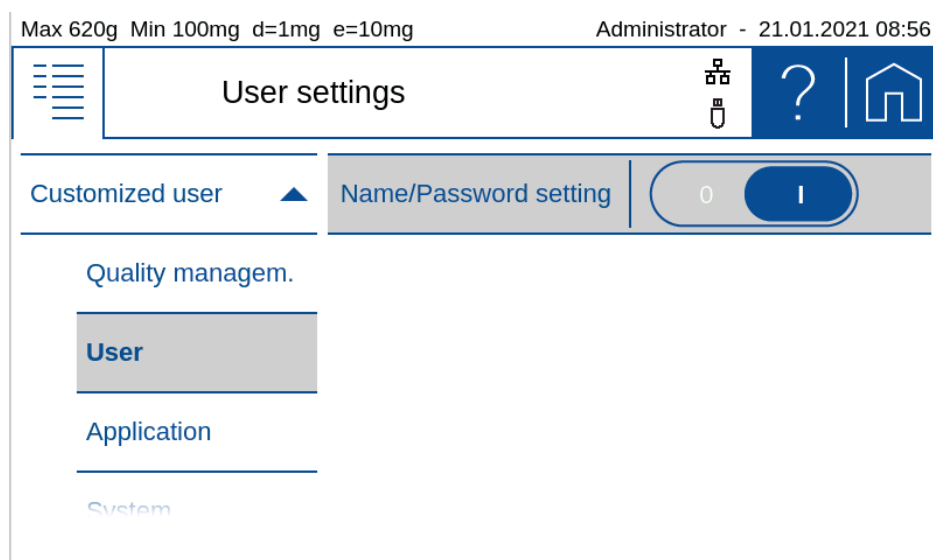 Max 620g Min 100mg d=1mg e=10mg Administrator - 21.01.2021 08:56
User settings
?
Customized user
Name/Password setting 0 I
Quality managem.
User
Application
System